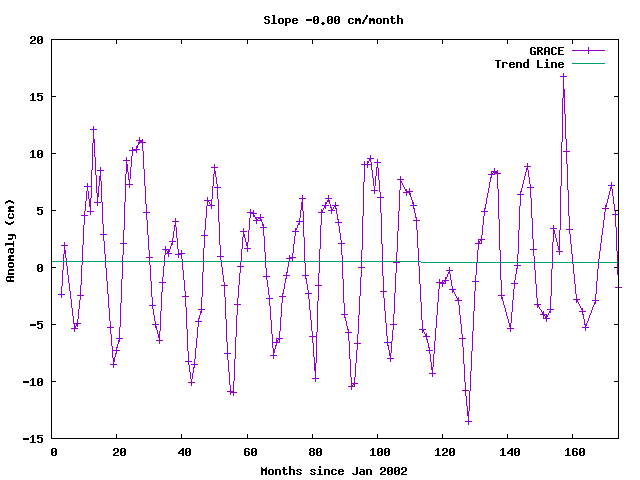 Slope -0.00 cm/month
GRACE
Trend Line
20
15
10
5
0
-5
-10
-15
Anomaly (cm)
0 20 40 60 80 100 120 140 160
Months since Jan 2002